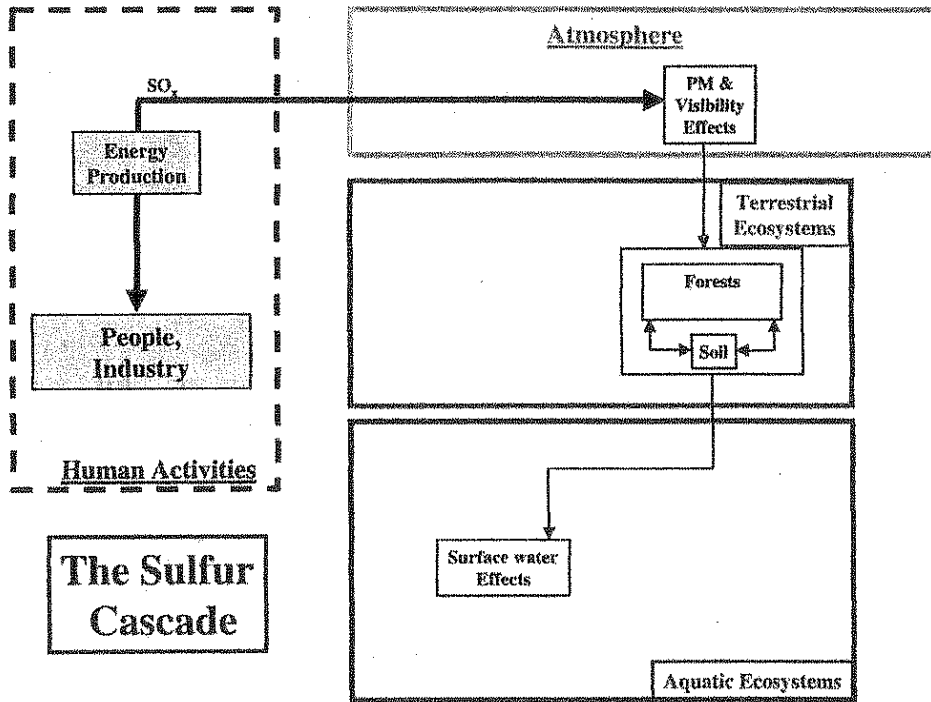 Atmosphere
SOx
PM &
Visibility
Effects
Energy
Production
Terrestrial
Ecosystems
Forests
Soil
People,
Industry
Human Activities
The Sulfur
Cascade
Surface water
Effects
Aquatic Ecosystems